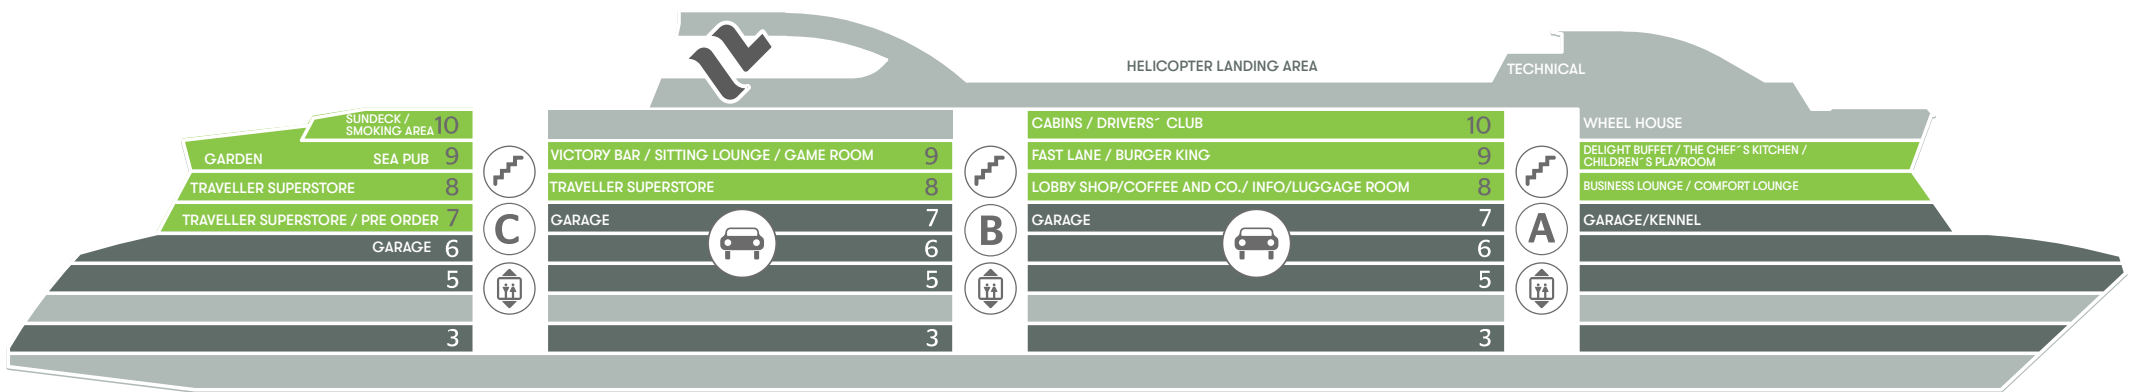 HELICOPTER LANDING AREA
TECHNICAL
SUNDECK /
SMOKING AREA 10
CABINS / DRIVERS´ CLUB 10
WHEEL HOUSE
GARDEN SEA PUB 9
VICTORY BAR / SITTING LOUNGE / GAME ROOM 9
FAST LANE / BURGER KING 9
DELIGHT BUFFET / THE CHEF´S KITCHEN /
CHILDREN´S PLAYROOM
TRAVELLER SUPERSTORE 8
TRAVELLER SUPERSTORE 8
LOBBY SHOP/COFFEE AND CO./ INFO/LUGGAGE ROOM 8
BUSINESS LOUNGE / COMFORT LOUNGE
TRAVELLER SUPERSTORE / PRE ORDER 7
C
GARAGE 7
B
GARAGE 7
A
GARAGE/KENNEL
GARAGE 6
6
6
5
5
5
3
3
3